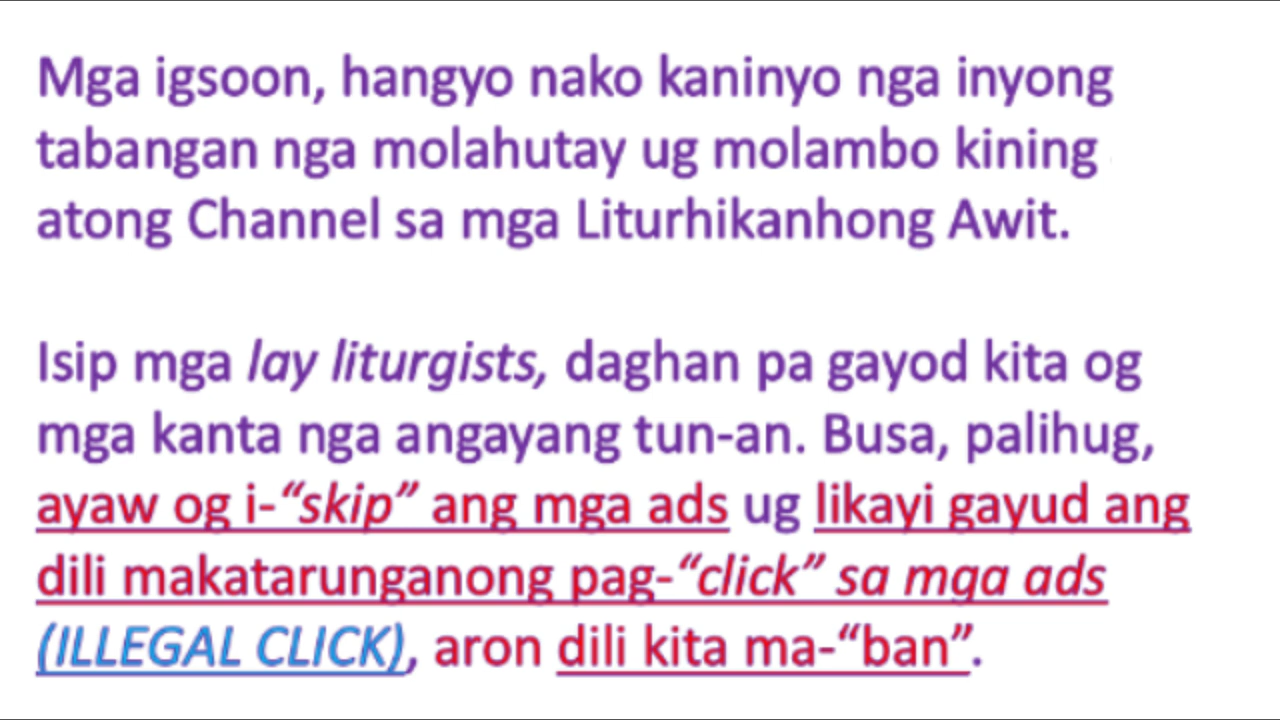 Mga igsoon, hangyo nako kaninyo nga inyong
tabangan nga molahutay ug molambo kining
atong Channel sa mga Liturhikanhong Awit.
Isip mga lay liturgists, daghan pa gayod kita og
mga kanta nga angayang tun-an. Busa, palihug,
ayaw og i-“skip” ang mga ads ug likayi gayud ang
dili makatarunganong pag-“click” sa mga ads
(ILLEGAL CLICK), aron dili kita ma-“ban”.